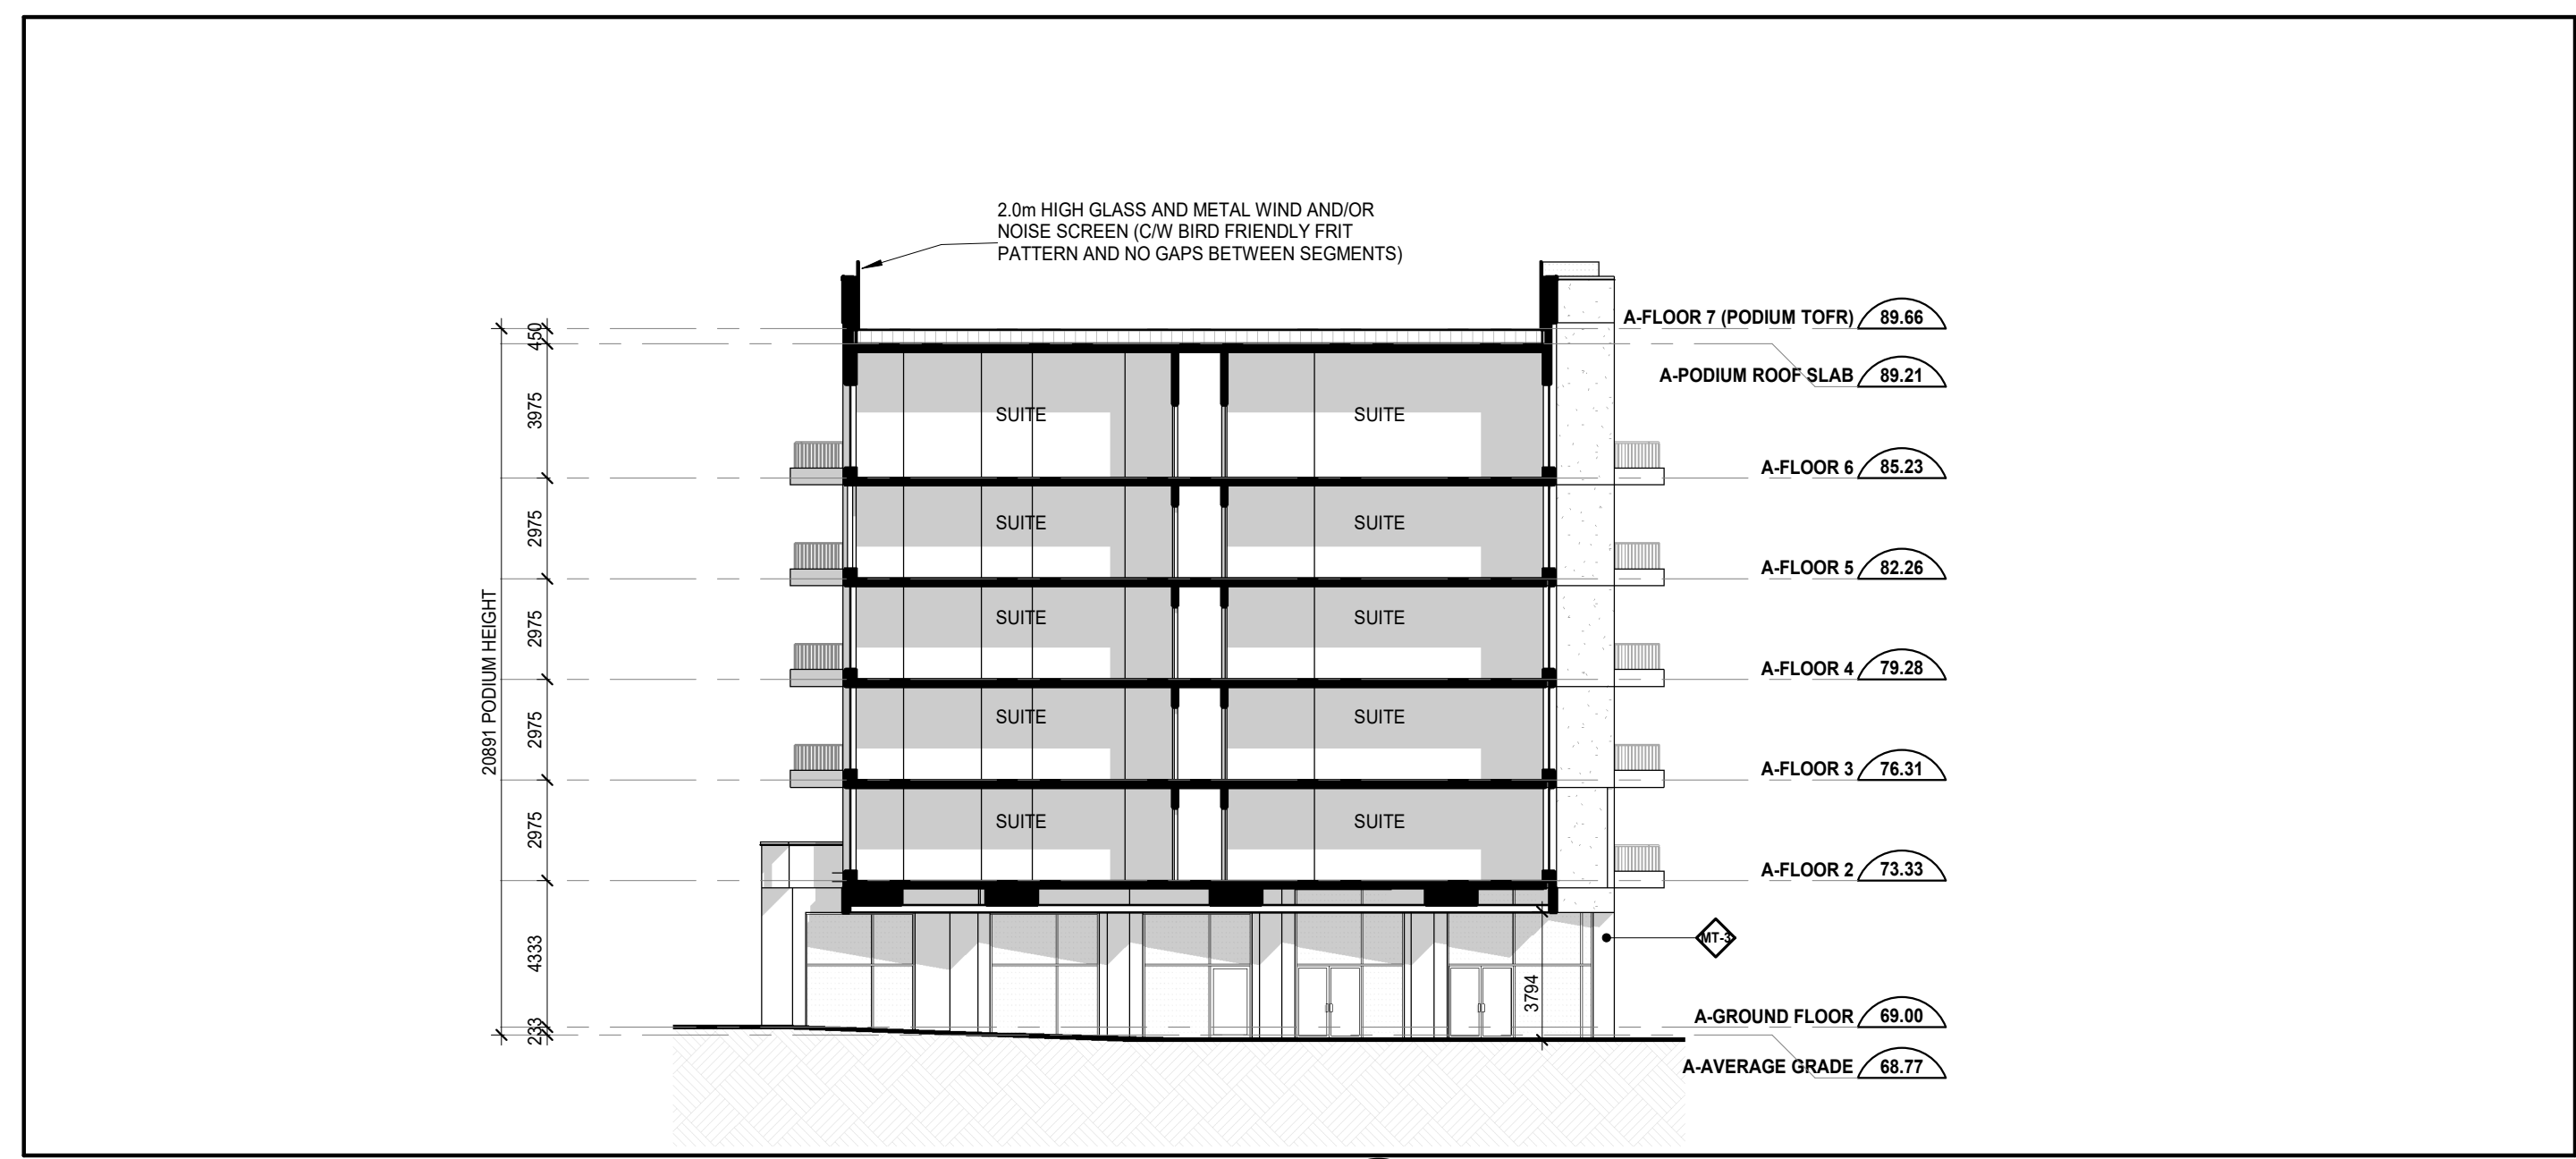 2.0m HIGH GLASS AND METAL WIND AND/OR
NOISE SCREEN (C/W BIRD FRIENDLY FRIT
PATTERN AND NO GAPS BETWEEN SEGMENTS)
A-FLOOR 7 (PODIUM TOFR) 89.66
450
A-PODIUM ROOF SLAB 89.21
3975
SUITE SUITE
A-FLOOR 6 85.23
2975
SUITE SUITE
A-FLOOR 5 82.26
2975
SUITE SUITE
20891 PODIUM HEIGHT
A-FLOOR 4 79.28
2975
SUITE SUITE
A-FLOOR 3 76.31
2975
SUITE SUITE
A-FLOOR 2 73.33
4333
MT-3
3794
A-GROUND FLOOR 69.00
233
A-AVERAGE GRADE 68.77